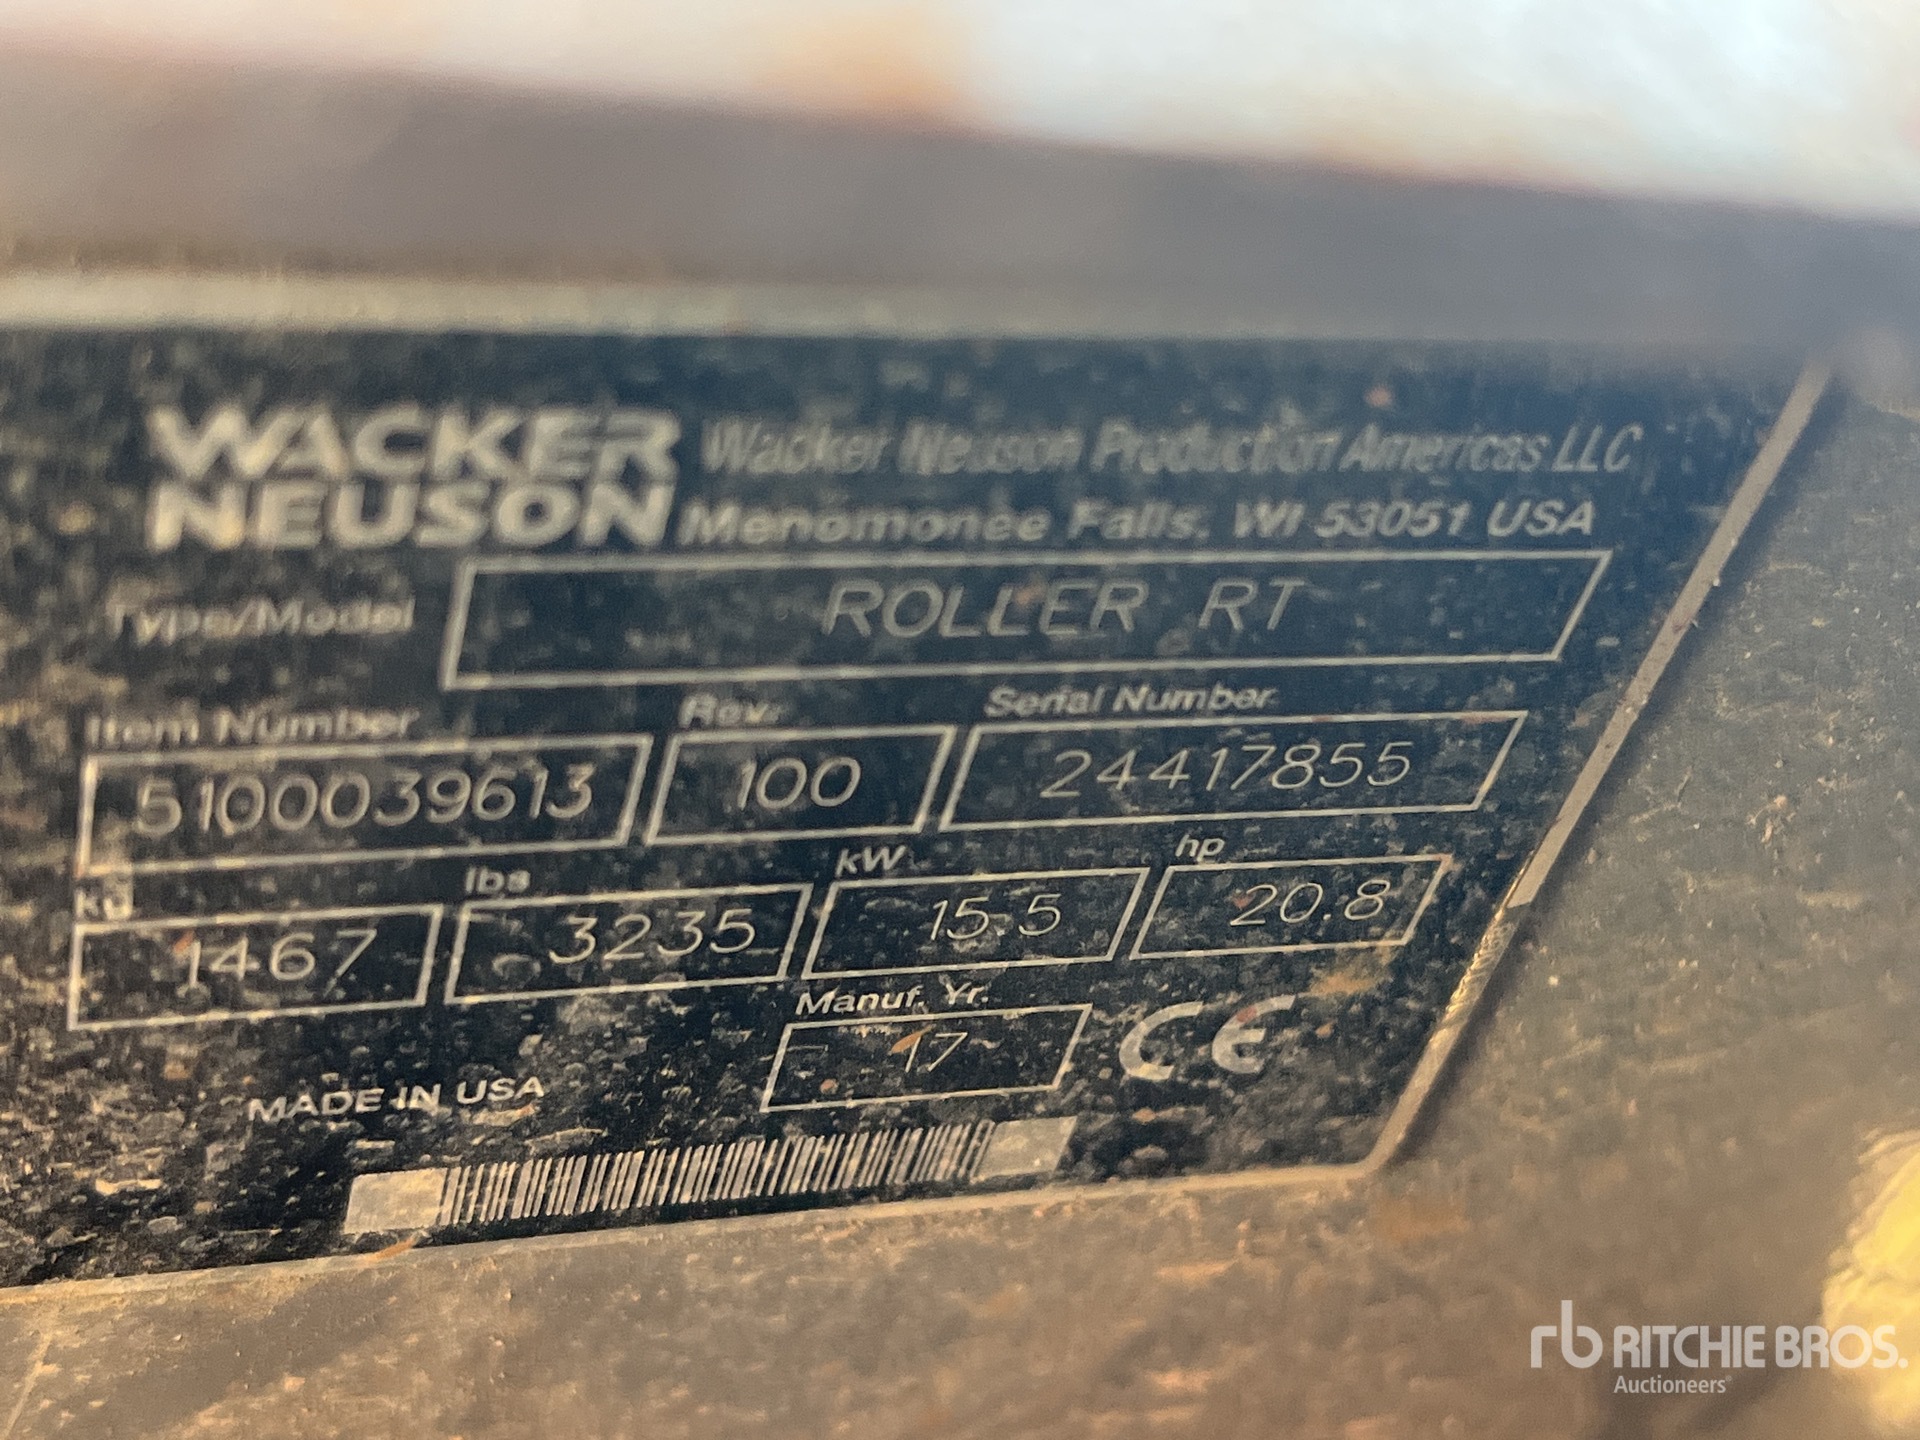 WACKER NEUSON
Wacker Neuson Production Americas LLC
Menomonee Falls, WI 53051 USA
Type/Model ROLLER RT
Item Number Rev. Serial Number
5100039613 100 24417855
kg lbs kW hp
1467 3235 15.5 20.8
Manuf. Yr.
17 CE
MADE IN USA
rb RITCHIE BROS.
Auctioneers